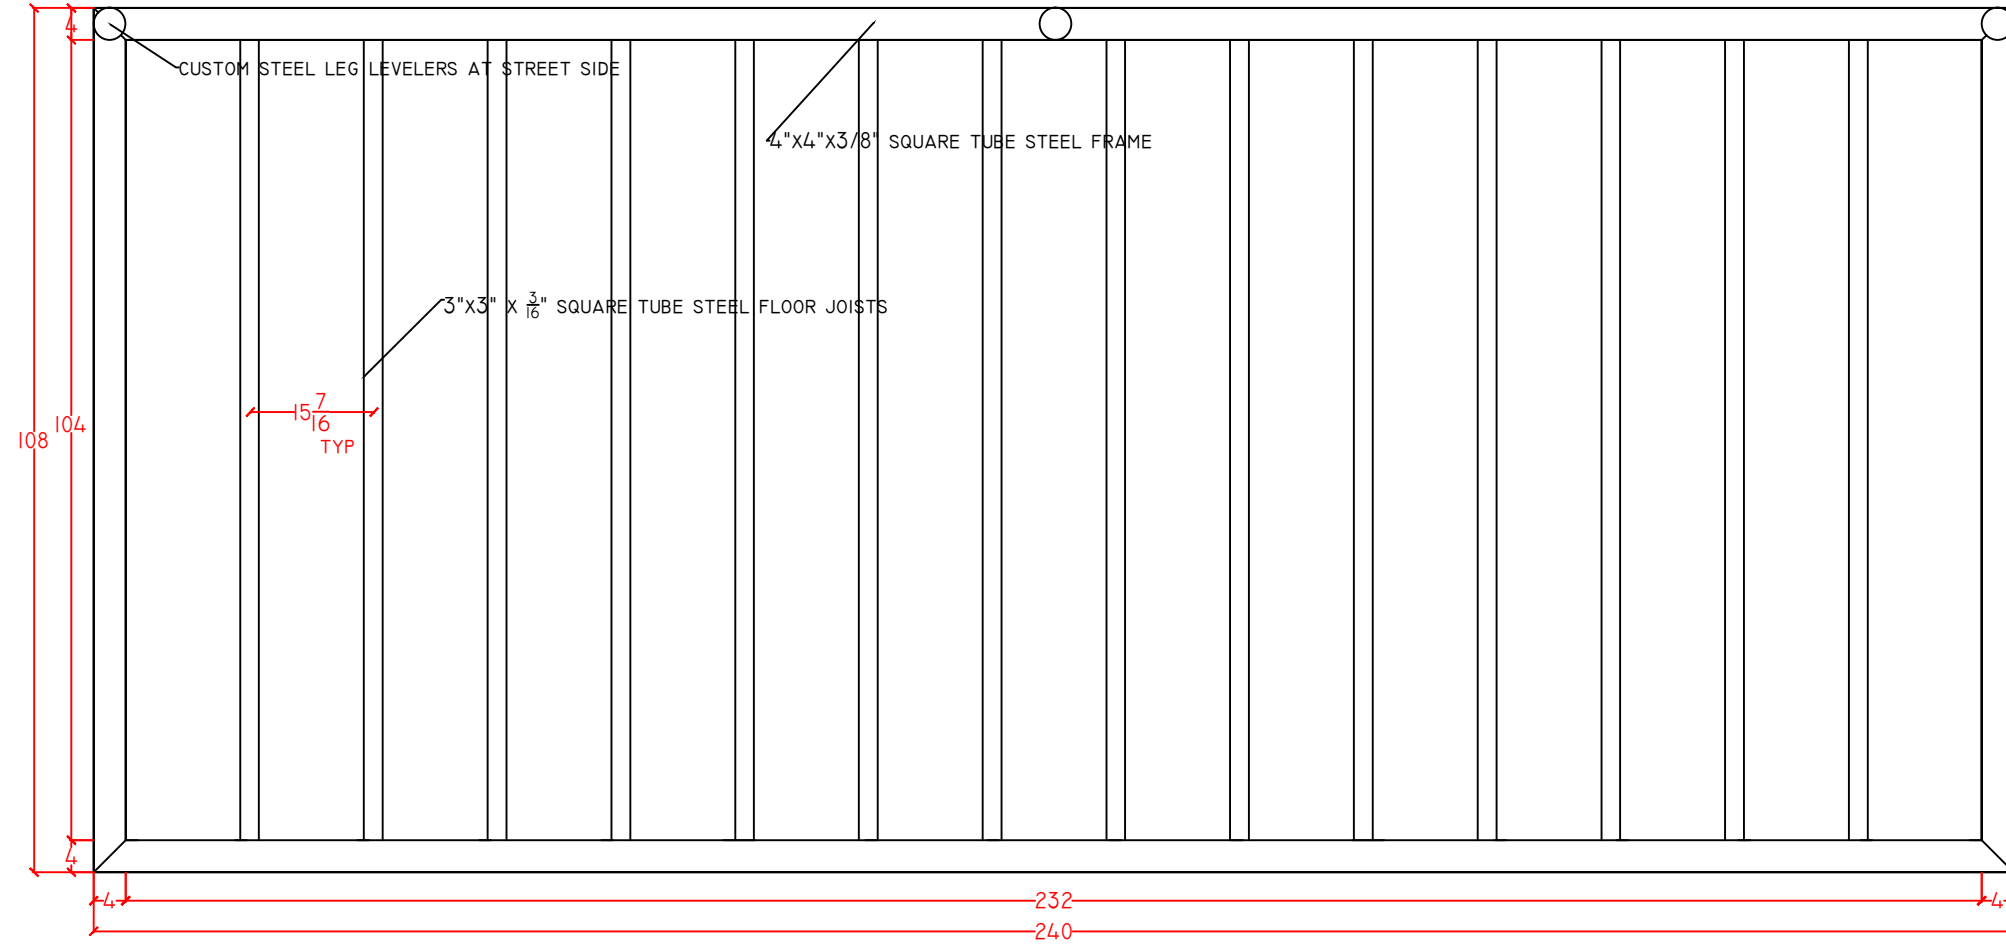 4
CUSTOM STEEL LEG LEVELERS AT STREET SIDE
4"X4"X3/8" SQUARE TUBE STEEL FRAME
3"X3" X 3/16" SQUARE TUBE STEEL FLOOR JOISTS
15 7/16
TYP
104
108
4
4
232
4
240